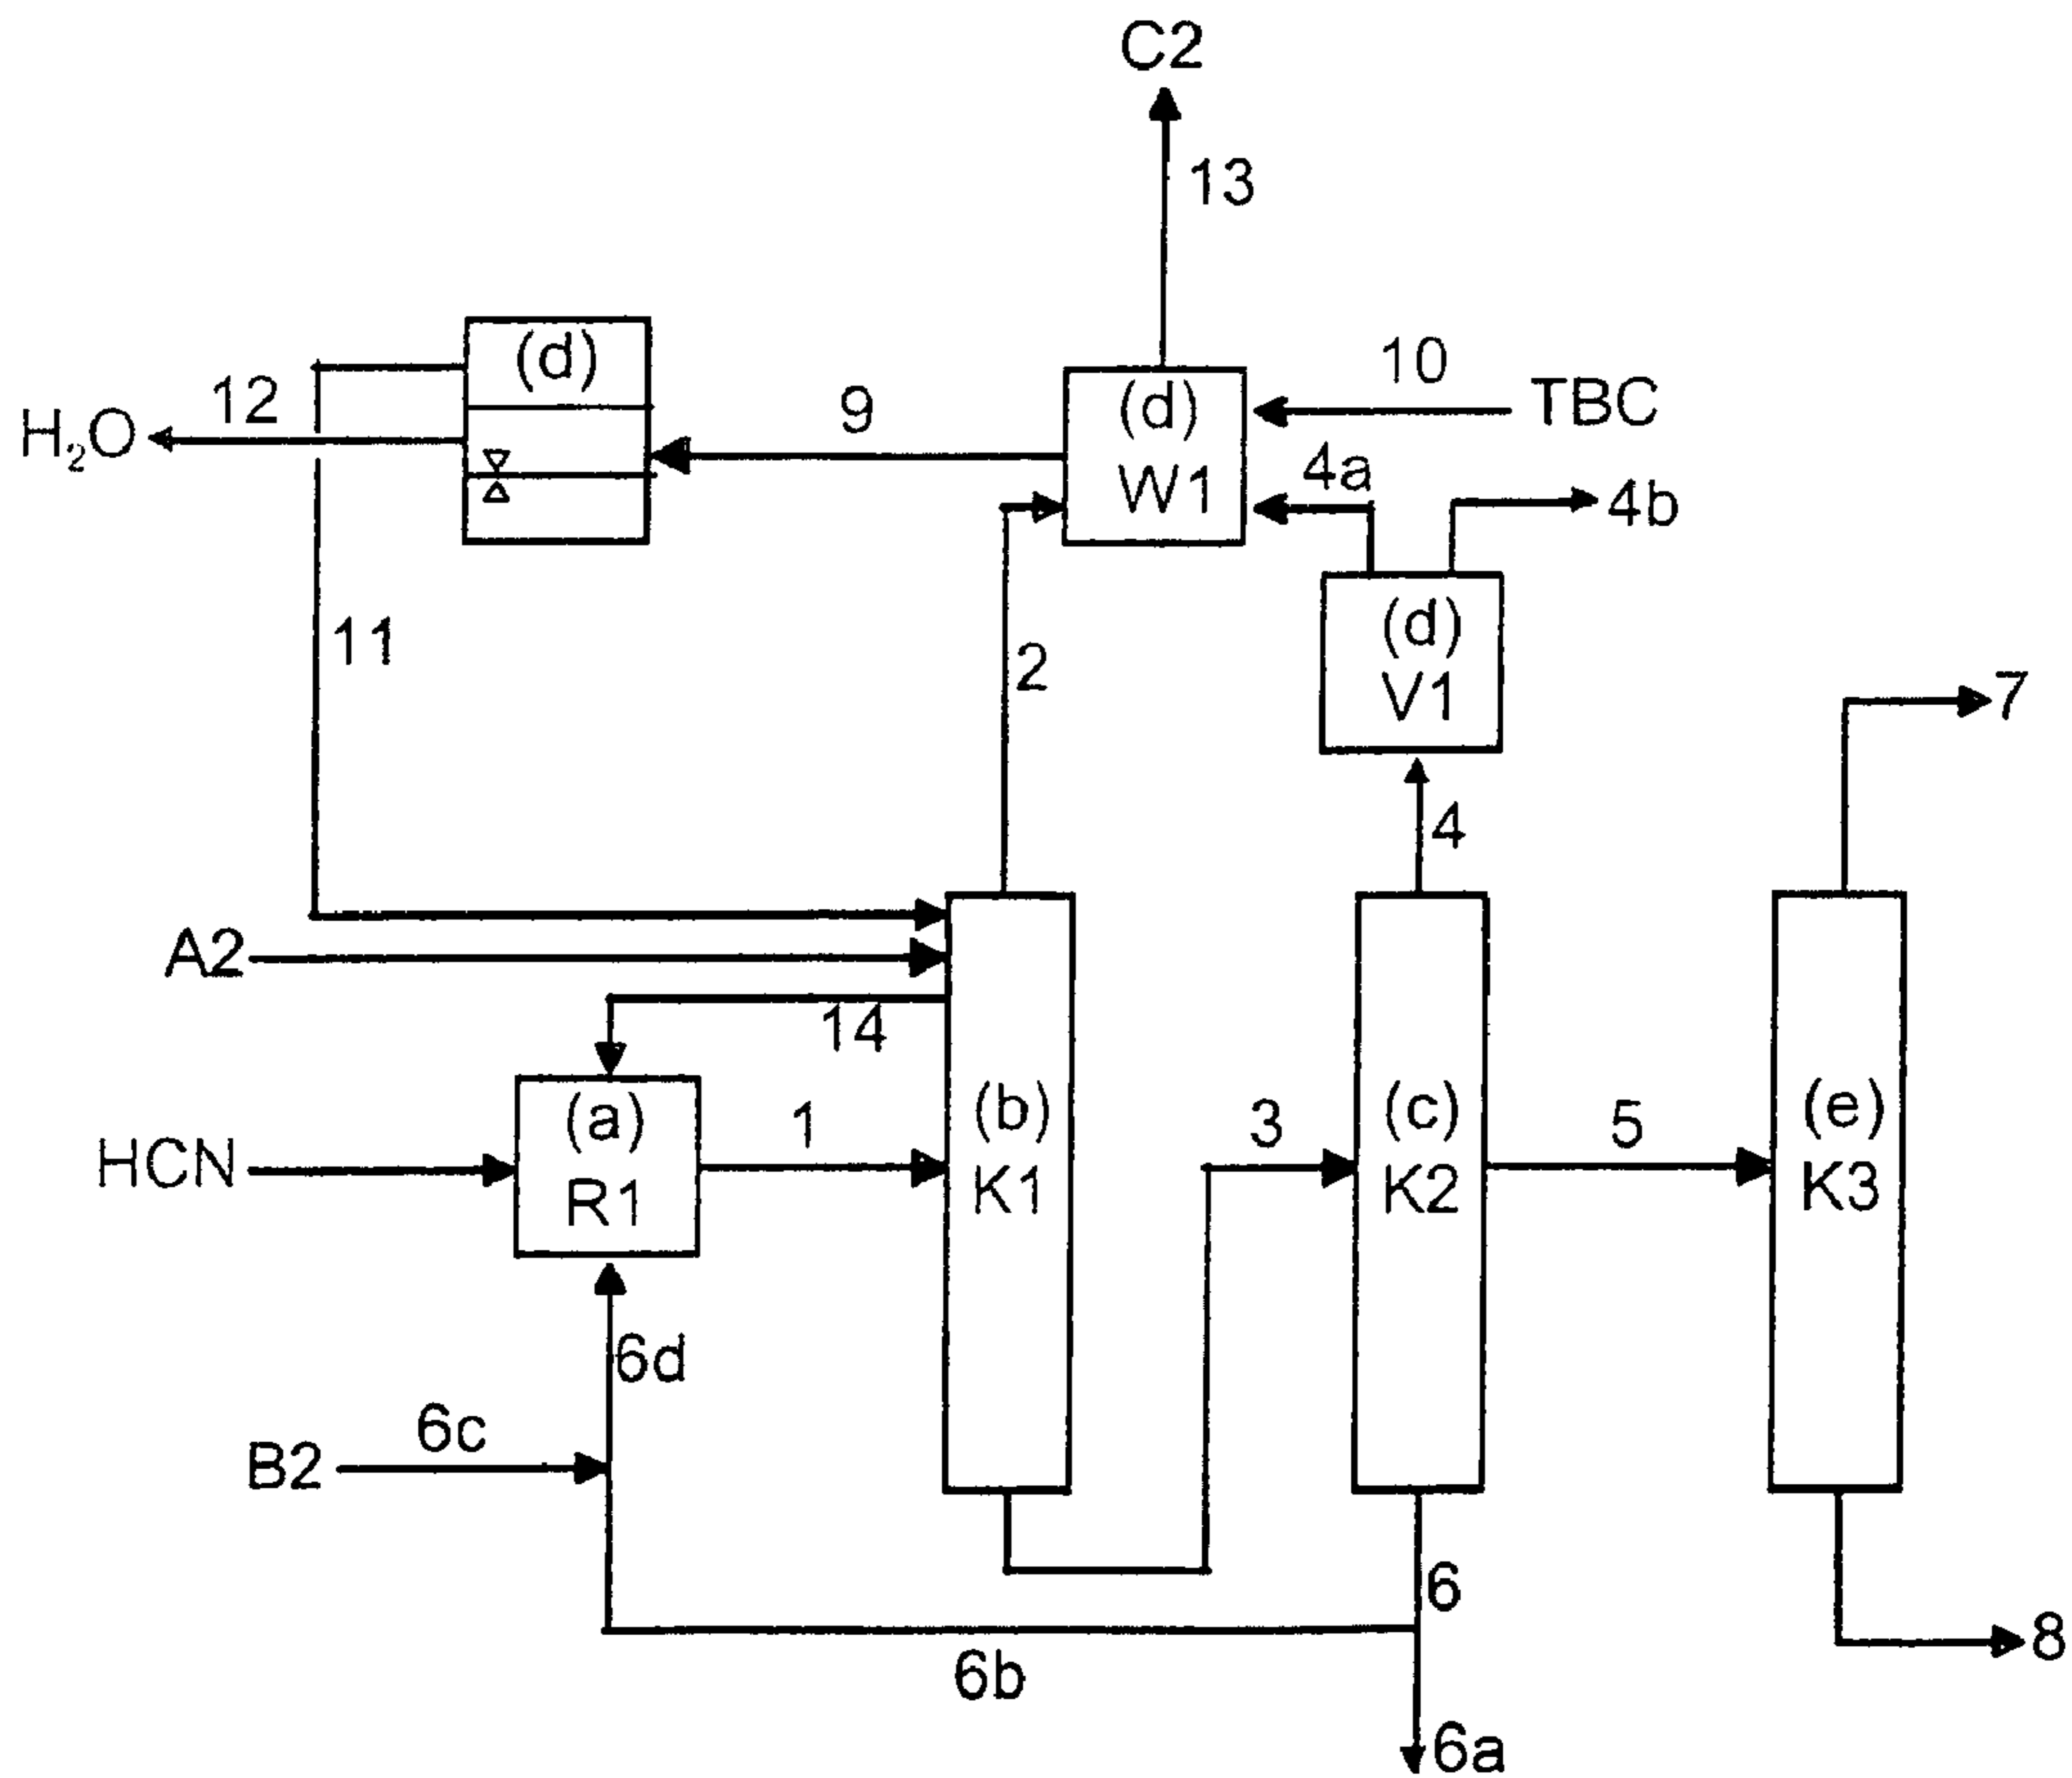 C2
13
(d)
12
H₂O
9
(d)
W1
10
TBC
4a
4b
11
2
(d)
V1
7
4
A2
14
(a)
R1
HCN
1
(b)
K1
3
(c)
K2
5
(e)
K3
6d
6c
B2
6
6b
8
6a